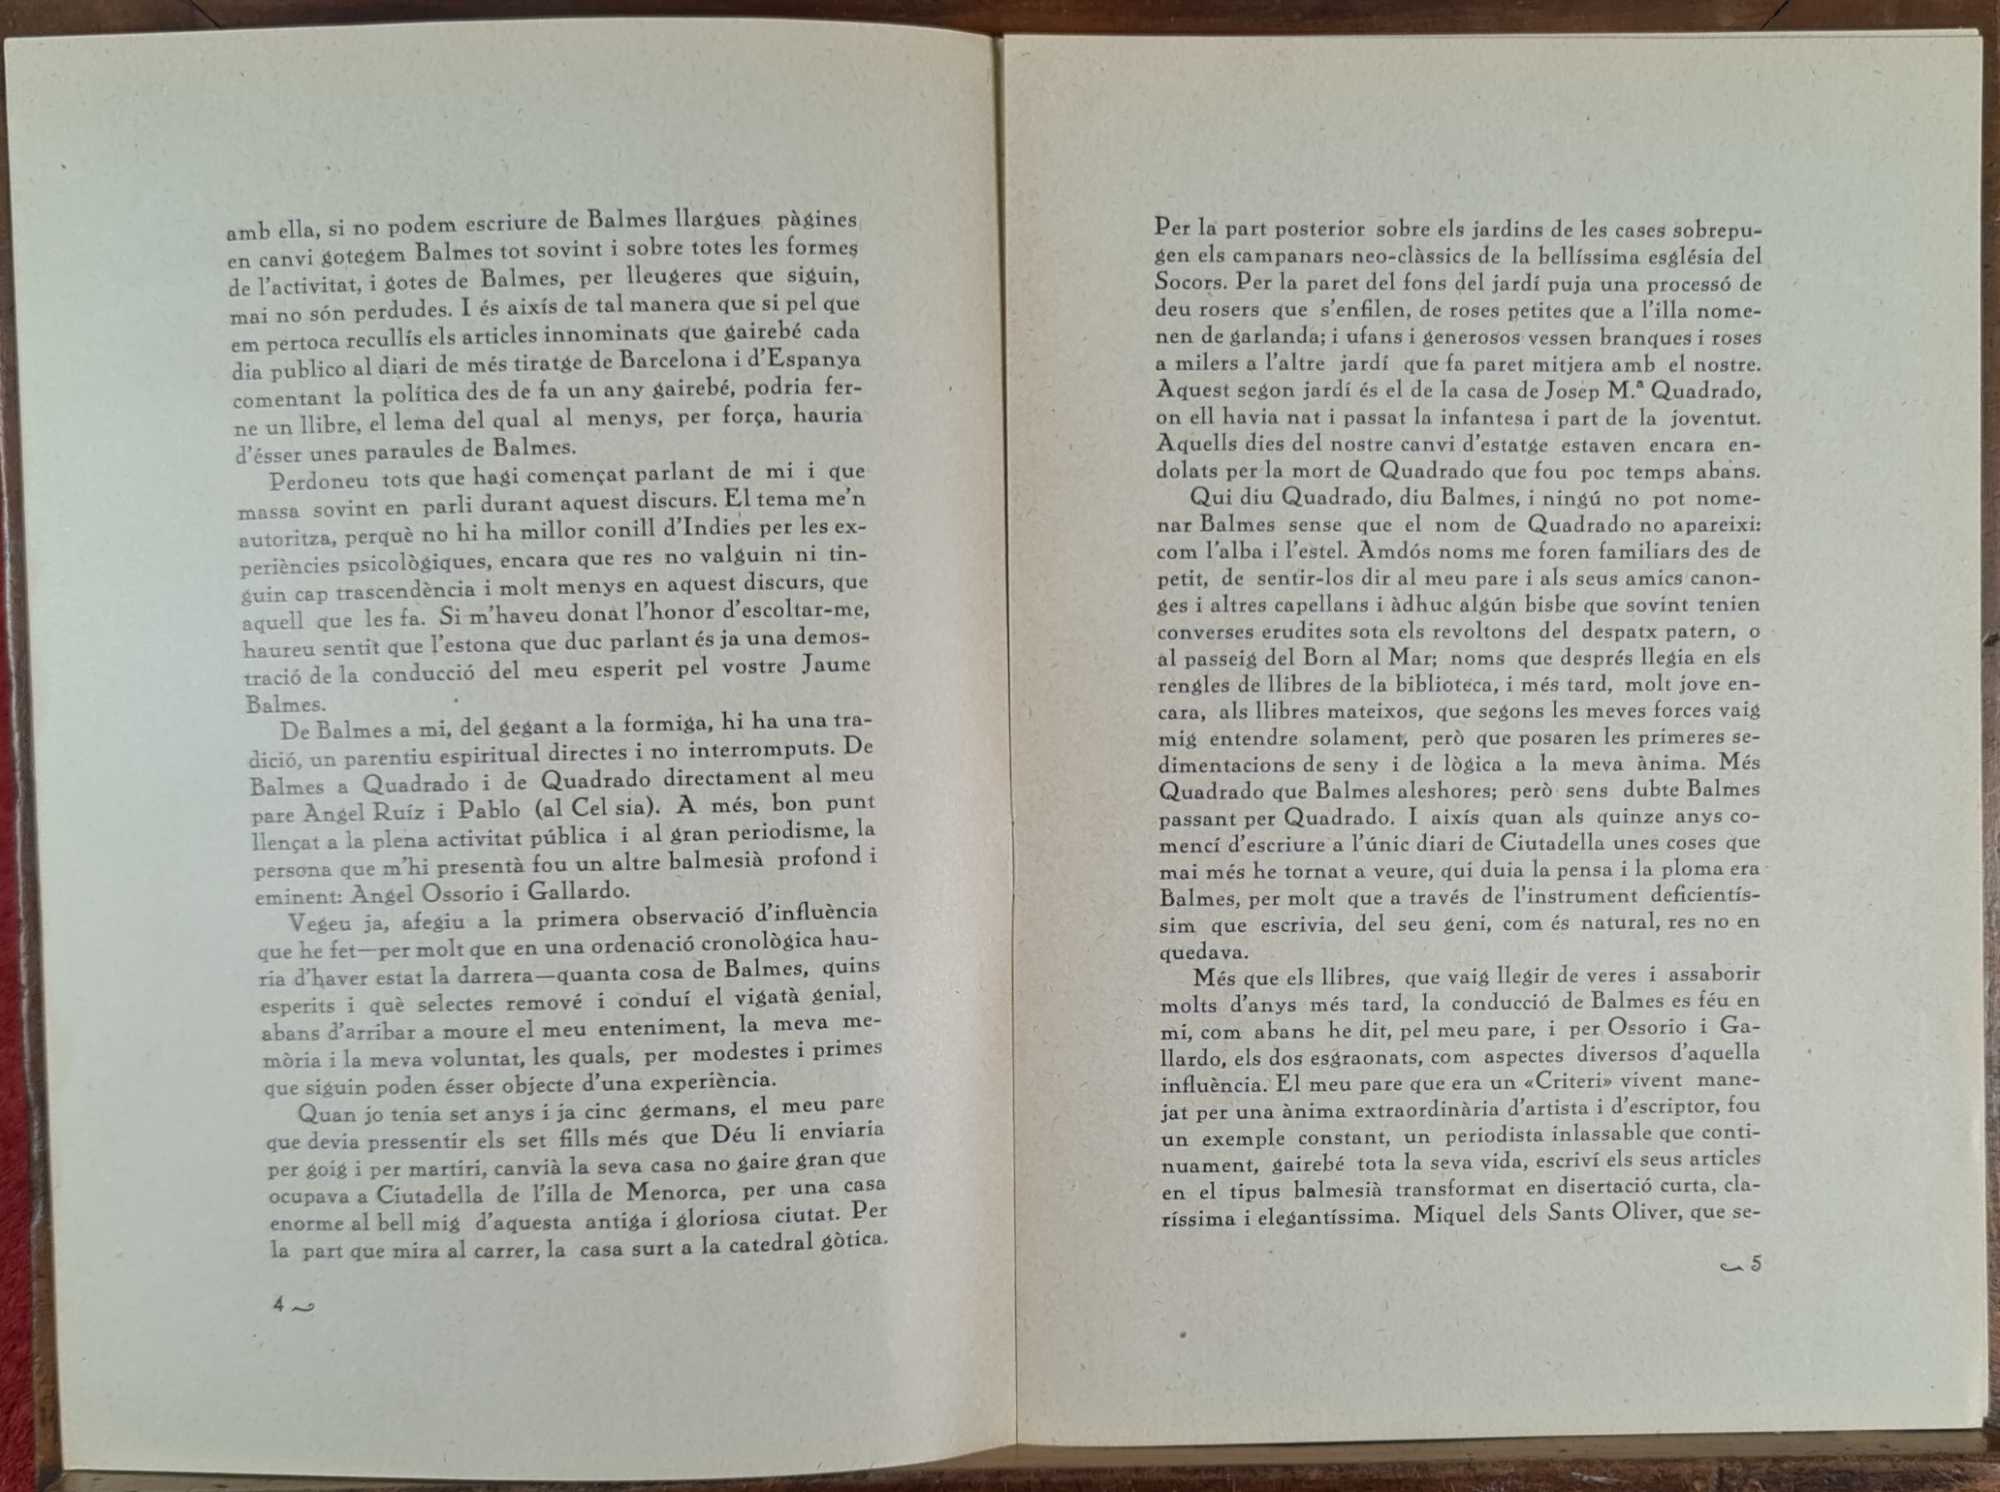 amb ella, si no podem escriure de Balmes llargues pàgines
en canvi gotegem Balmes tot sovint i sobre totes les formes
de l'activitat, i gotes de Balmes, per lleugeres que siguin,
mai no són perdudes. I és aixís de tal manera que si pel que
em pertoca recullís els articles innominats que gairebé cada
dia publico al diari de més tiratge de Barcelona i d'Espanya
comentant la política des de fa un any gairebé, podria fer-
ne un llibre, el lema del qual al menys, per força, hauria
d'ésser unes paraules de Balmes.
Perdoneu tots que hagi començat parlant de mi i que
massa sovint en parli durant aquest discurs. El tema me'n
autoritza, perquè no hi ha millor conill d'Indies per les ex-
periències psicològiques, encara que res no valguin ni tin-
guin cap trascendència i molt menys en aquest discurs, que
aquell que les fa. Si m'haveu donat l'honor d'escoltar-me,
haureu sentit que l'estona que duc parlant és ja una demos-
tració de la conducció del meu esperit pel vostre Jaume
Balmes.
De Balmes a mi, del gegant a la formiga, hi ha una tra-
dició, un parentiu espiritual directes i no interromputs. De
Balmes a Quadrado i de Quadrado directament al meu
pare Angel Ruíz i Pablo (al Cel sia). A més, bon punt
llençat a la plena activitat pública i al gran periodisme, la
persona que m'hi presentà fou un altre balmesià profond i
eminent: Angel Ossorio i Gallardo.
Vegeu ja, afegiu a la primera observació d'influència
que he fet—per molt que en una ordenació cronològica hau-
ria d'haver estat la darrera—quanta cosa de Balmes, quins
esperits i què selectes remové i conduí el vigatà genial,
abans d'arribar a moure el meu enteniment, la meva me-
mòria i la meva voluntat, les quals, per modestes i primes
que siguin poden ésser objecte d'una experiència.
Quan jo tenia set anys i ja cinc germans, el meu pare
que devia pressentir els set fills més que Déu li enviaria
per goig i per martiri, canvià la seva casa no gaire gran que
ocupava a Ciutadella de l'illa de Menorca, per una casa
enorme al bell mig d'aquesta antiga i gloriosa ciutat. Per
la part que mira al carrer, la casa surt a la catedral gòtica.
4
Per la part posterior sobre els jardins de les cases sobrepu-
gen els campanars neo-clàssics de la bellíssima església del
Socors. Per la paret del fons del jardí puja una processó de
deu rosers que s'enfilen, de roses petites que a l'illa nome-
nen de garlanda; i ufans i generosos vessen branques i roses
a milers a l'altre jardí que fa paret mitjera amb el nostre.
Aquest segon jardí és el de la casa de Josep M.ª Quadrado,
on ell havia nat i passat la infantesa i part de la joventut.
Aquells dies del nostre canvi d'estatge estaven encara en-
dolats per la mort de Quadrado que fou poc temps abans.
Qui diu Quadrado, diu Balmes, i ningú no pot nome-
nar Balmes sense que el nom de Quadrado no apareixi:
com l'alba i l'estel. Amdós noms me foren familiars des de
petit, de sentir-los dir al meu pare i als seus amics canon-
ges i altres capellans i àdhuc algún bisbe que sovint tenien
converses erudites sota els revoltons del despatx patern, o
al passeig del Born al Mar; noms que després llegia en els
rengles de llibres de la biblioteca, i més tard, molt jove en-
cara, als llibres mateixos, que segons les meves forces vaig
mig entendre solament, però que posaren les primeres se-
dimentacions de seny i de lògica a la meva ànima. Més
Quadrado que Balmes aleshores; però sens dubte Balmes
passant per Quadrado. I aixís quan als quinze anys co-
mencí d'escriure a l'únic diari de Ciutadella unes coses que
mai més he tornat a veure, qui duia la pensa i la ploma era
Balmes, per molt que a través de l'instrument deficientís-
sim que escrivia, del seu geni, com és natural, res no en
quedava.
Més que els llibres, que vaig llegir de veres i assaborir
molts d'anys més tard, la conducció de Balmes es féu en
mí, com abans he dit, pel meu pare, i per Ossorio i Ga-
llardo, els dos esgraonats, com aspectes diversos d'aquella
influència. El meu pare que era un «Criteri» vivent mane-
jat per una ànima extraordinària d'artista i d'escriptor, fou
un exemple constant, un periodista inlassable que conti-
nuament, gairebé tota la seva vida, escriví els seus articles
en el tipus balmesià transformat en disertació curta, cla-
ríssima i elegantíssima. Miquel dels Sants Oliver, que se-
5